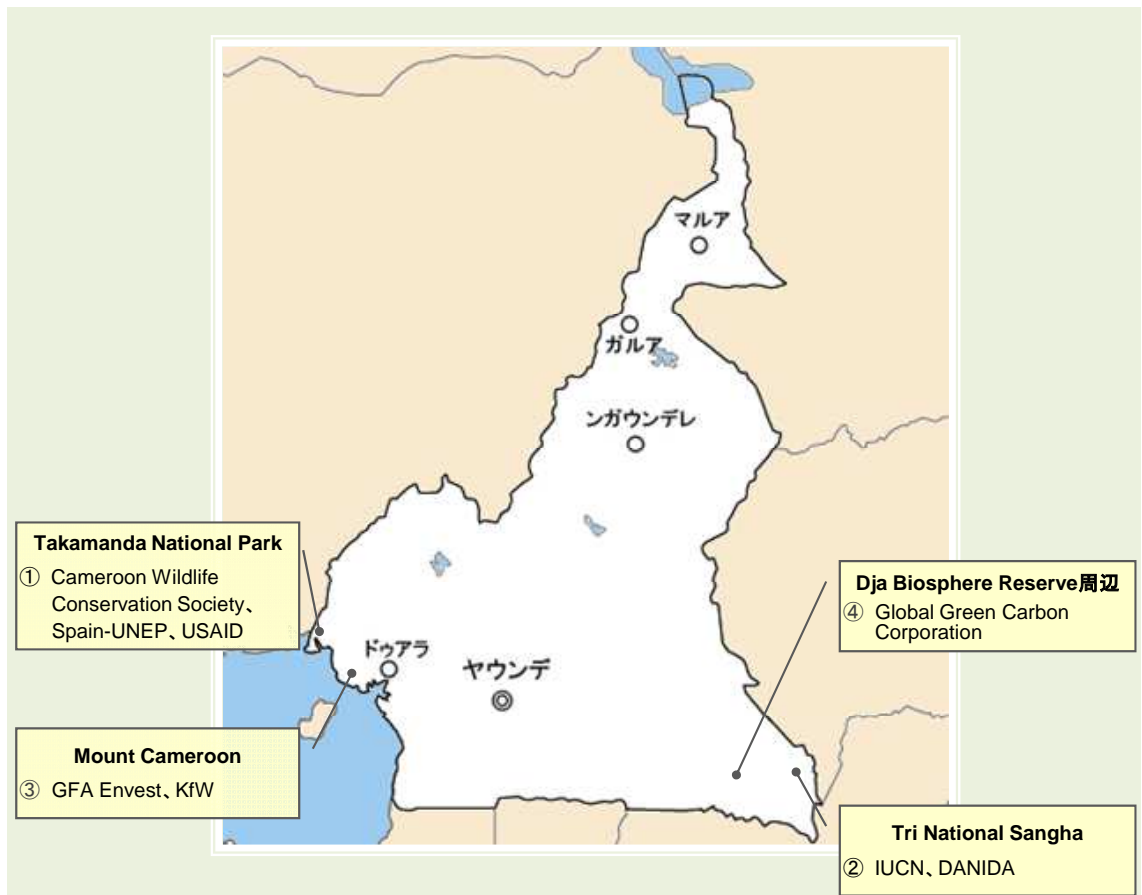 マルア
ガルア
ンガウンデレ
Takamanda National Park
① Cameroon Wildlife
Conservation Society、
Spain-UNEP、USAID
Dja Biosphere Reserve周辺
④ Global Green Carbon
Corporation
ドゥアラ
ヤウンデ
Mount Cameroon
③ GFA Envest、KfW
Tri National Sangha
② IUCN、DANIDA